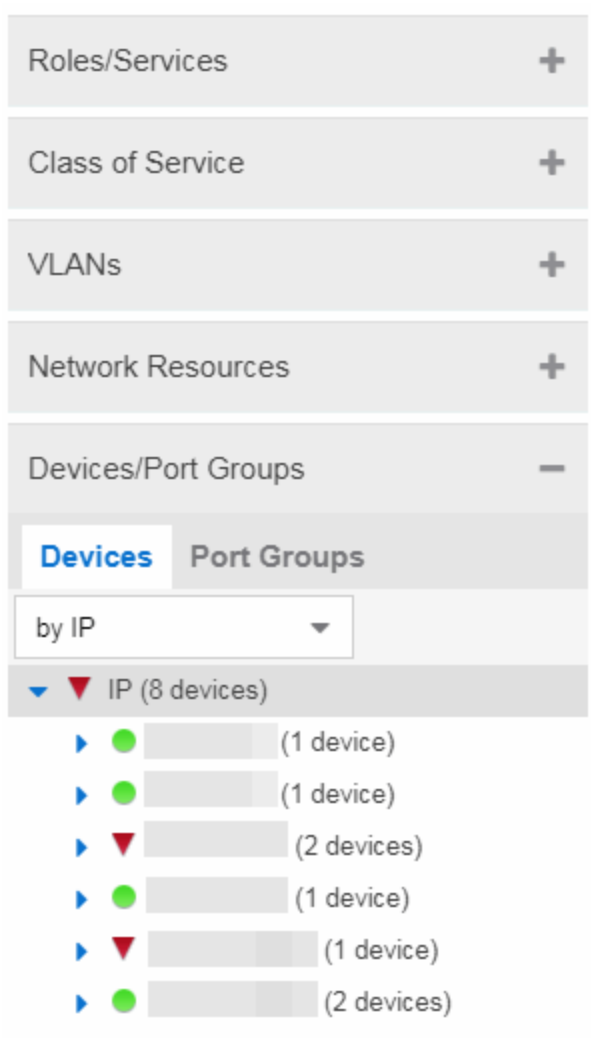 Roles/Services
Class of Service
VLANs
Network Resources
Devices/Port Groups
Devices Port Groups
by IP
IP (8 devices)
(1 device)
(1 device)
(2 devices)
(1 device)
(1 device)
(2 devices)